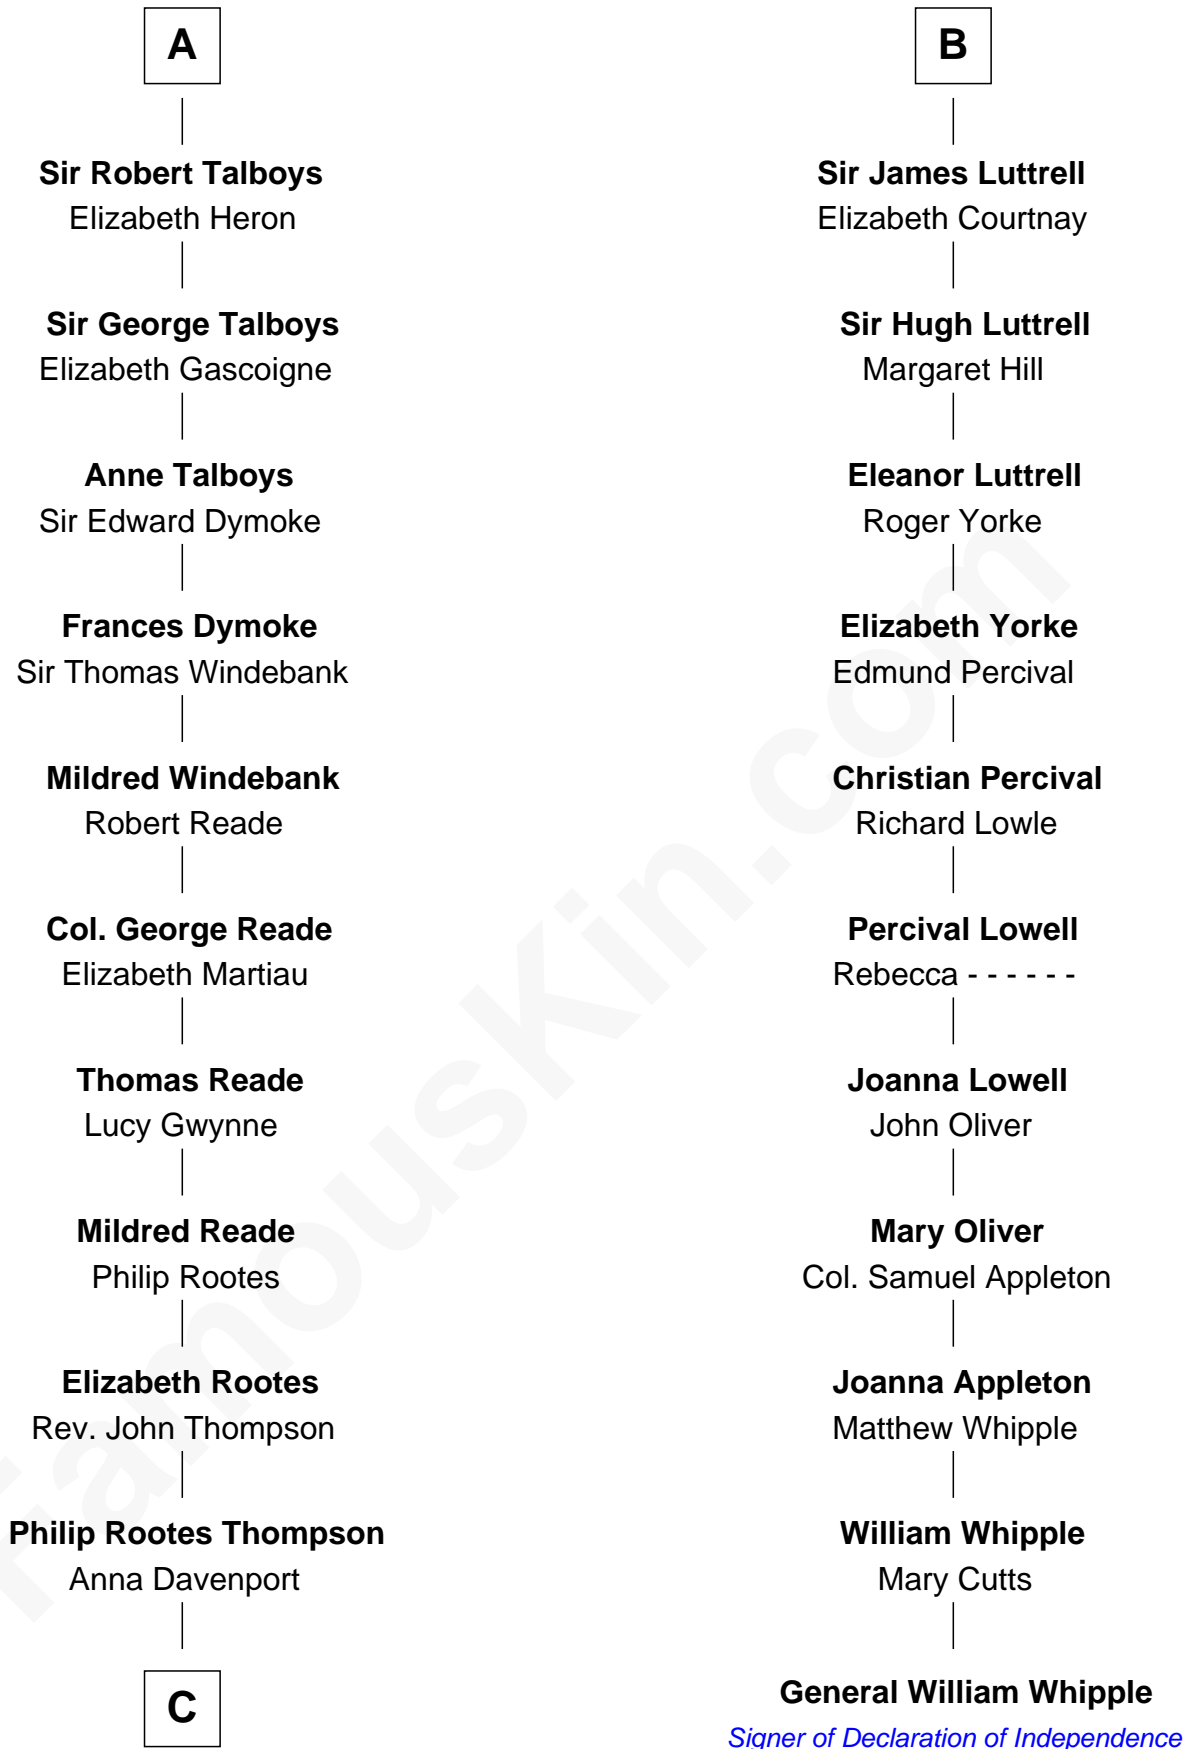 A
Sir Robert Talboys
Elizabeth Heron
Sir George Talboys
Elizabeth Gascoigne
Anne Talboys
Sir Edward Dymoke
Frances Dymoke
Sir Thomas Windebank
Mildred Windebank
Robert Reade
Col. George Reade
Elizabeth Martiau
Thomas Reade
Lucy Gwynne
Mildred Reade
Philip Rootes
Elizabeth Rootes
Rev. John Thompson
Philip Rootes Thompson
Anna Davenport
C
B
Sir James Luttrell
Elizabeth Courtnay
Sir Hugh Luttrell
Margaret Hill
Eleanor Luttrell
Roger Yorke
Elizabeth Yorke
Edmund Percival
Christian Percival
Richard Lowle
Percival Lowell
Rebecca - - - - - -
Joanna Lowell
John Oliver
Mary Oliver
Col. Samuel Appleton
Joanna Appleton
Matthew Whipple
William Whipple
Mary Cutts
General William Whipple
Signer of Declaration of Independence
FamousKin.com